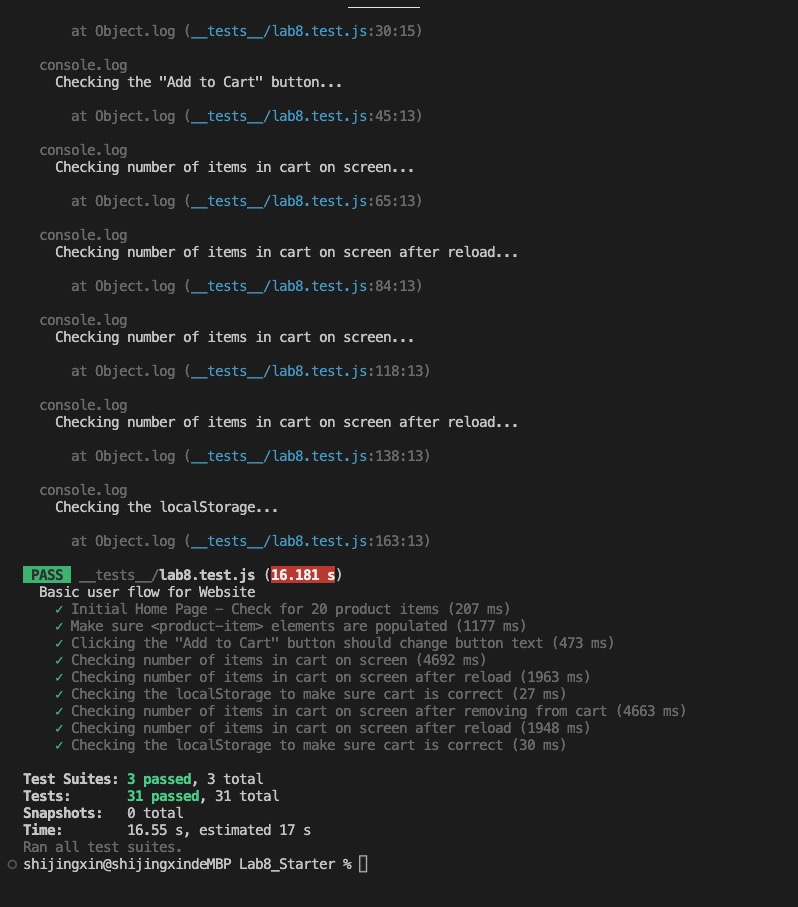 at Object.log (__tests__/lab8.test.js:30:15)
console.log
Checking the "Add to Cart" button...
at Object.log (__tests__/lab8.test.js:45:13)
console.log
Checking number of items in cart on screen...
at Object.log (__tests__/lab8.test.js:65:13)
console.log
Checking number of items in cart on screen after reload...
at Object.log (__tests__/lab8.test.js:84:13)
console.log
Checking number of items in cart on screen...
at Object.log (__tests__/lab8.test.js:118:13)
console.log
Checking number of items in cart on screen after reload...
at Object.log (__tests__/lab8.test.js:138:13)
console.log
Checking the localStorage...
at Object.log (__tests__/lab8.test.js:163:13)
PASS __tests__/lab8.test.js (16.181 s)
Basic user flow for Website
✓ Initial Home Page – Check for 20 product items (207 ms)
✓ Make sure <product-item> elements are populated (1177 ms)
✓ Clicking the "Add to Cart" button should change button text (473 ms)
✓ Checking number of items in cart on screen (4692 ms)
✓ Checking number of items in cart on screen after reload (1963 ms)
✓ Checking the localStorage to make sure cart is correct (27 ms)
✓ Checking number of items in cart on screen after removing from cart (4663 ms)
✓ Checking number of items in cart on screen after reload (1948 ms)
✓ Checking the localStorage to make sure cart is correct (30 ms)
Test Suites: 3 passed, 3 total
Tests: 31 passed, 31 total
Snapshots: 0 total
Time: 16.55 s, estimated 17 s
Ran all test suites.
shijingxin@shijingxindeMBP Lab8_Starter %